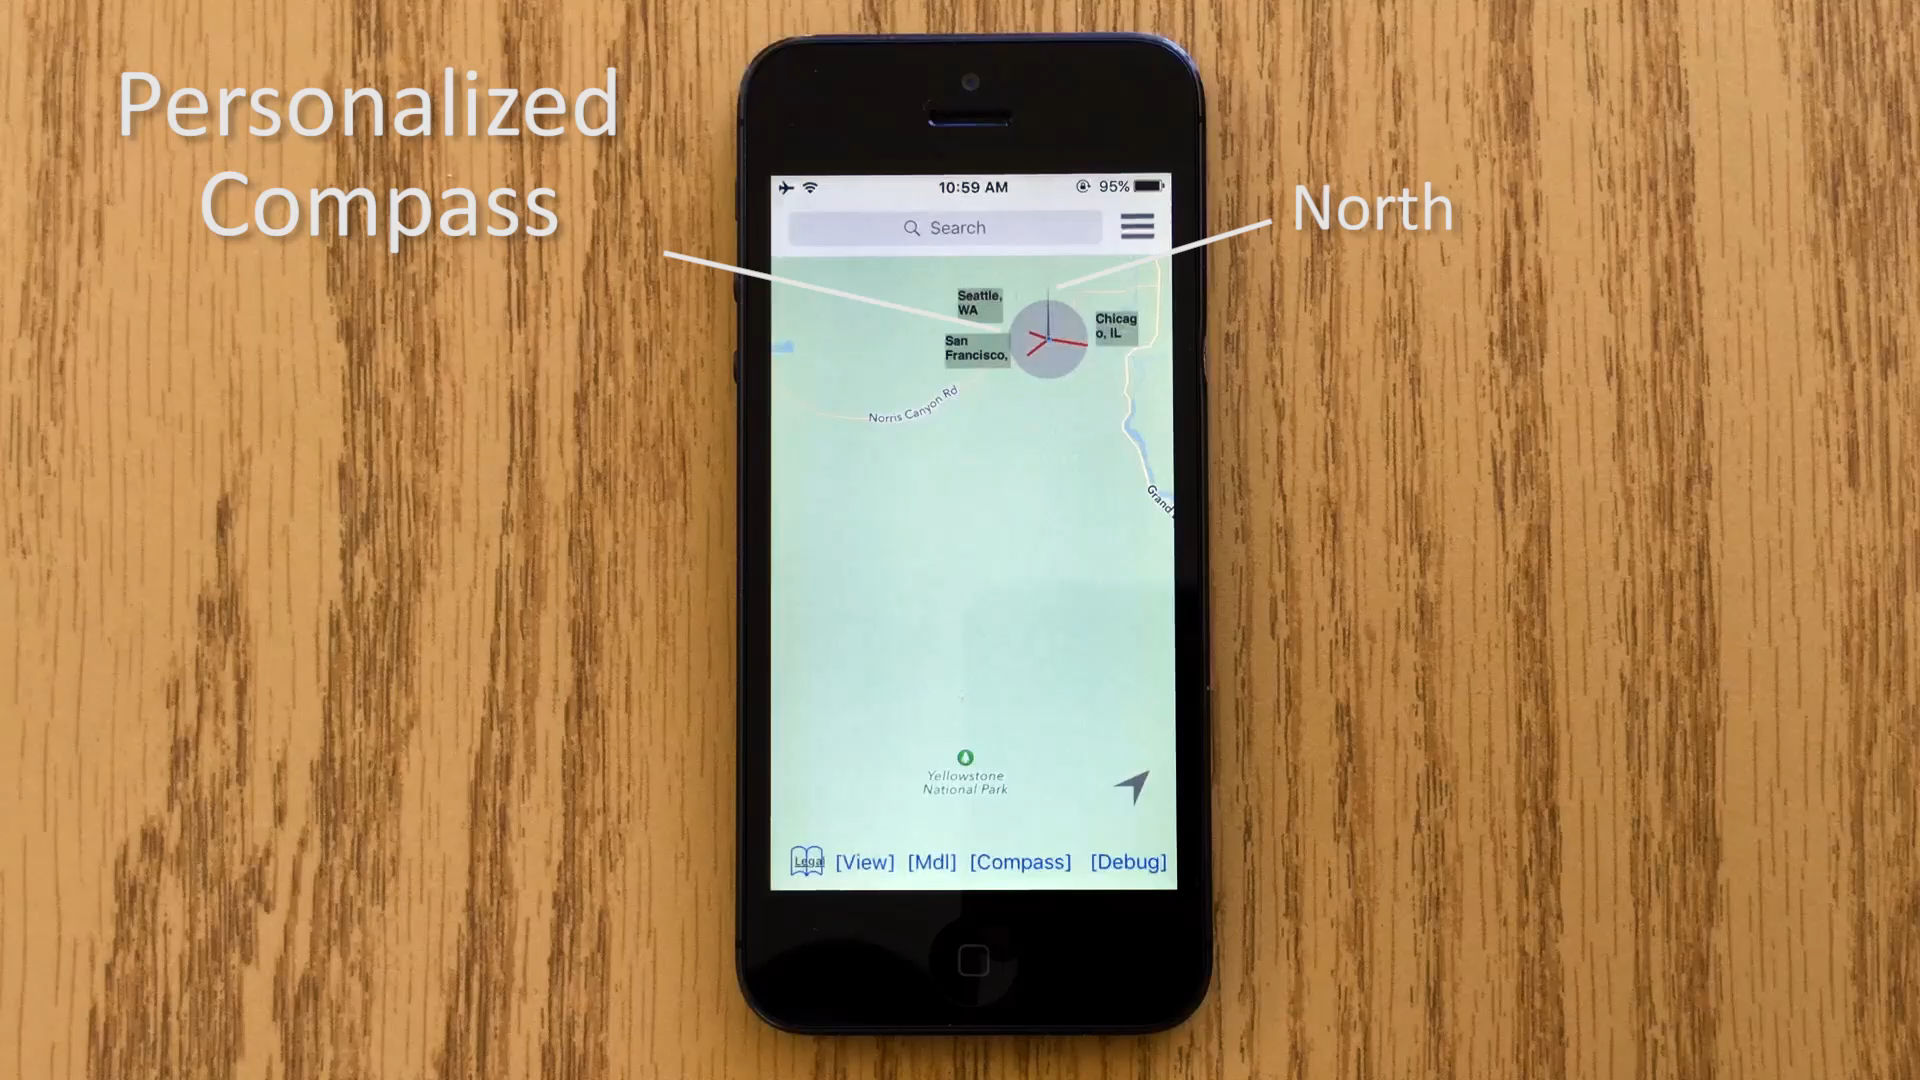 Personalized
Compass
North
10:59 AM
95%
Search
Seattle,
WA
Chicag
o, IL
San
Francisco,
Norris Canyon Rd
Grand
Yellowstone
National Park
Legal
[View] [Mdl] [Compass] [Debug]